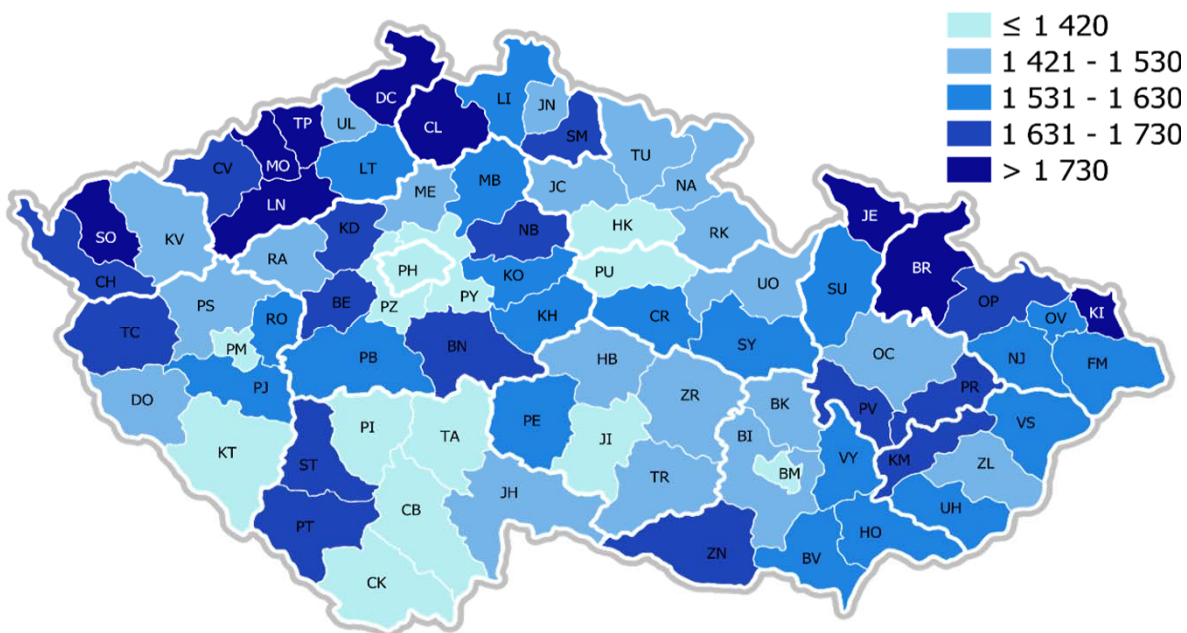 ≤ 1 420
1 421 - 1 530
1 531 - 1 630
1 631 - 1 730
> 1 730
DC
LI
JN
CL
TP
UL
SM
MO
CV
LT
TU
ME
MB
JC
NA
LN
JE
SO
KV
KD
NB
HK
RK
RA
PH
BR
CH
PS
BE
PZ
PY
KO
PU
UO
SU
OP
KI
RO
KH
CR
OV
TC
PM
PB
BN
SY
OC
NJ
FM
HB
DO
PJ
ZR
PR
BK
PV
PI
TA
PE
VS
KT
JI
BI
ST
VY
KM
ZL
BM
TR
JH
CB
UH
PT
HO
ZN
BV
CK